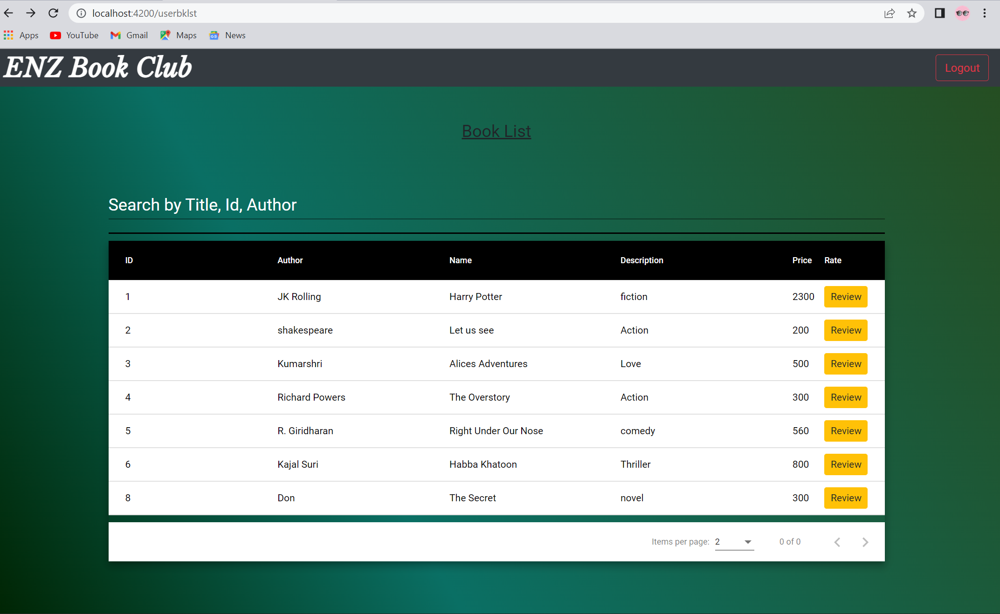 localhost:4200/userbklst
Apps YouTube Gmail Maps News
ENZ Book Club Logout
Book List
Search by Title, Id, Author
ID Author Name Description Price Rate
1 JK Rolling Harry Potter fiction 2300 Review
2 shakespeare Let us see Action 200 Review
3 Kumarshri Alices Adventures Love 500 Review
4 Richard Powers The Overstory Action 300 Review
5 R. Giridharan Right Under Our Nose comedy 560 Review
6 Kajal Suri Habba Khatoon Thriller 800 Review
8 Don The Secret novel 300 Review
Items per page: 2 0 of 0